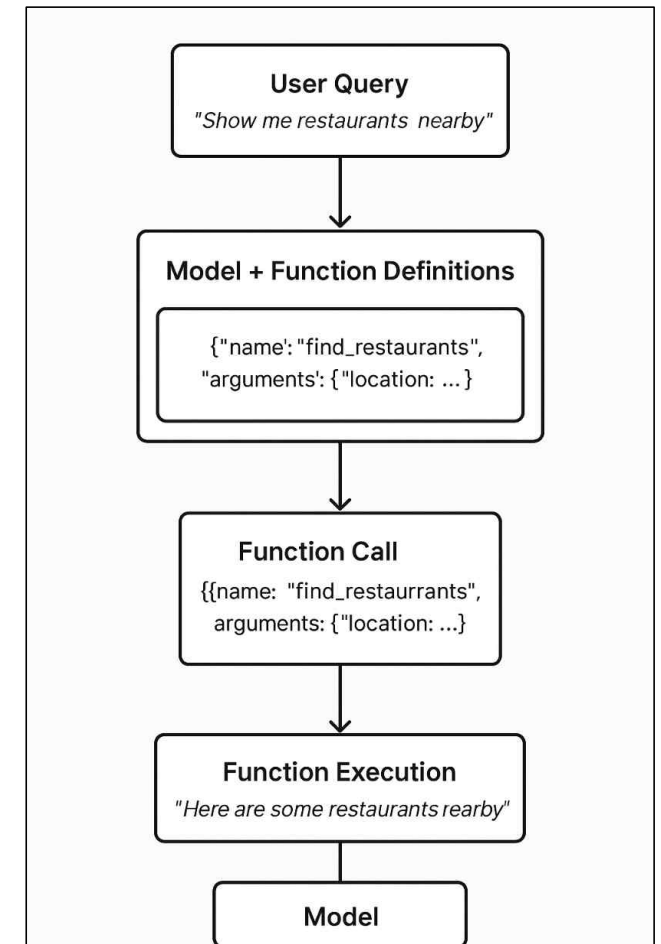 User Query
"Show me restaurants nearby"
Model + Function Definitions
{"name': "find_restaurants",
"arguments': {"location: ... }
Function Call
{{name: "find_restaurrants",
arguments: {"location: ...}
Function Execution
"Here are some restaurants rearby"
Model